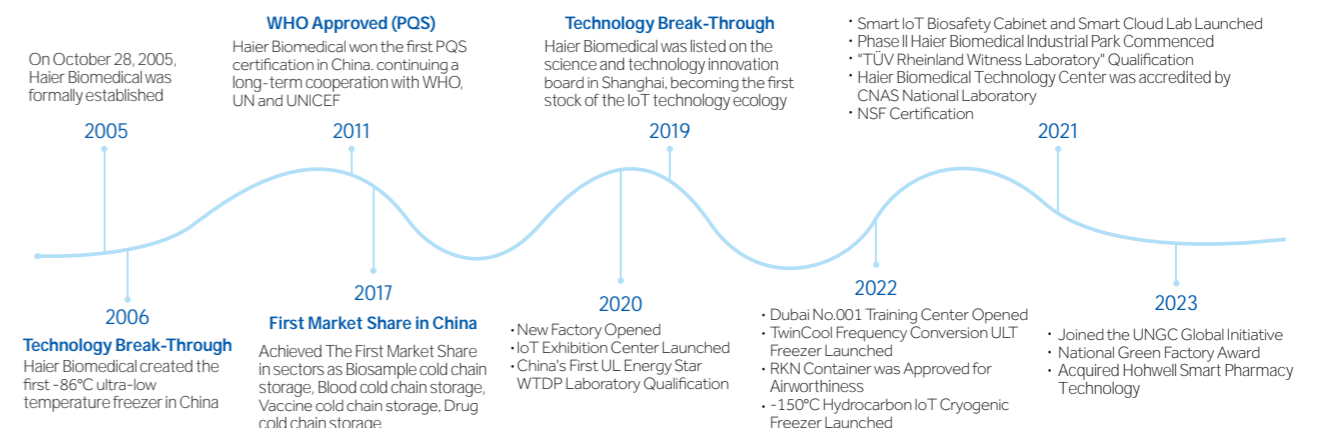 On October 28, 2005,
Haier Biomedical was
formally established
2005
2006
Technology Break-Through
Haier Biomedical created the
first -86°C ultra-low
temperature freezer in China
WHO Approved (PQS)
Haier Biomedical won the first PQS
certification in China. continuing a
long-term cooperation with WHO,
UN and UNICEF
2011
2017
First Market Share in China
Achieved The First Market Share
in sectors as Biosample cold chain
storage, Blood cold chain storage,
Vaccine cold chain storage, Drug
cold chain storage
Technology Break-Through
Haier Biomedical was listed on the
science and technology innovation
board in Shanghai, becoming the first
stock of the IoT technology ecology
2019
2020
· New Factory Opened
· IoT Exhibition Center Launched
· China's First UL Energy Star
WTDP Laboratory Qualification
· Smart IoT Biosafety Cabinet and Smart Cloud Lab Launched
· Phase II Haier Biomedical Industrial Park Commenced
· "TÜV Rheinland Witness Laboratory" Qualification
· Haier Biomedical Technology Center was accredited by
CNAS National Laboratory
· NSF Certification
2021
2022
· Dubai No.001 Training Center Opened
· TwinCool Frequency Conversion ULT
Freezer Launched
· RKN Container was Approved for
Airworthiness
· -150°C Hydrocarbon IoT Cryogenic
Freezer Launched
2023
· Joined the UNGC Global Initiative
· National Green Factory Award
· Acquired Hohwell Smart Pharmacy
Technology